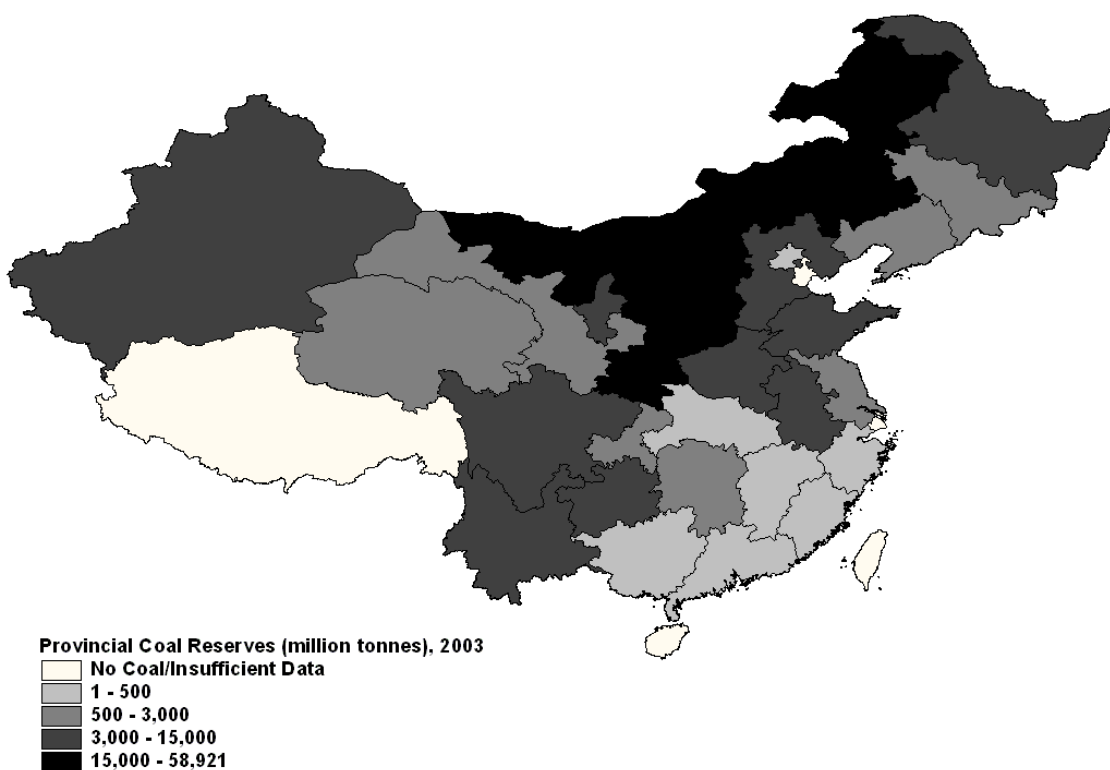 Provincial Coal Reserves (million tonnes), 2003
No Coal/Insufficient Data
1 - 500
500 - 3,000
3,000 - 15,000
15,000 - 58,921